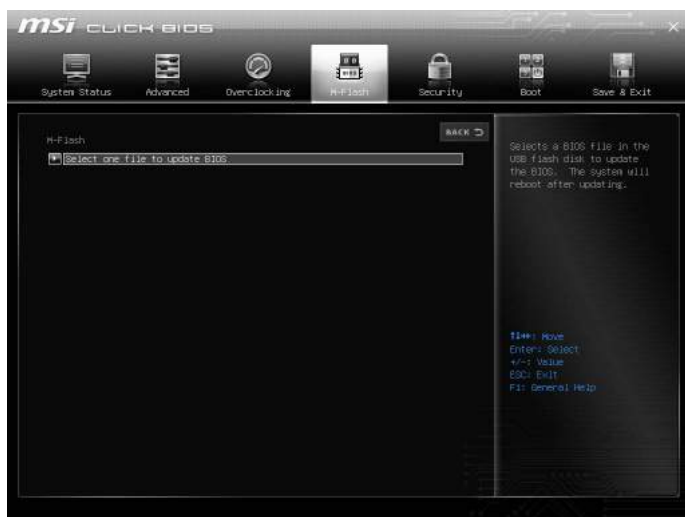 msi CLICK BIOS
System Status Advanced Overclocking M-Flash Security Boot Save & Exit
BACK
M-Flash
Select one file to update BIOS
Selects a BIOS file in the
USB flash disk to update
the BIOS. The system will
reboot after updating.
↑↓↔: Move
Enter: Select
+/-: Value
ESC: Exit
F1: General Help